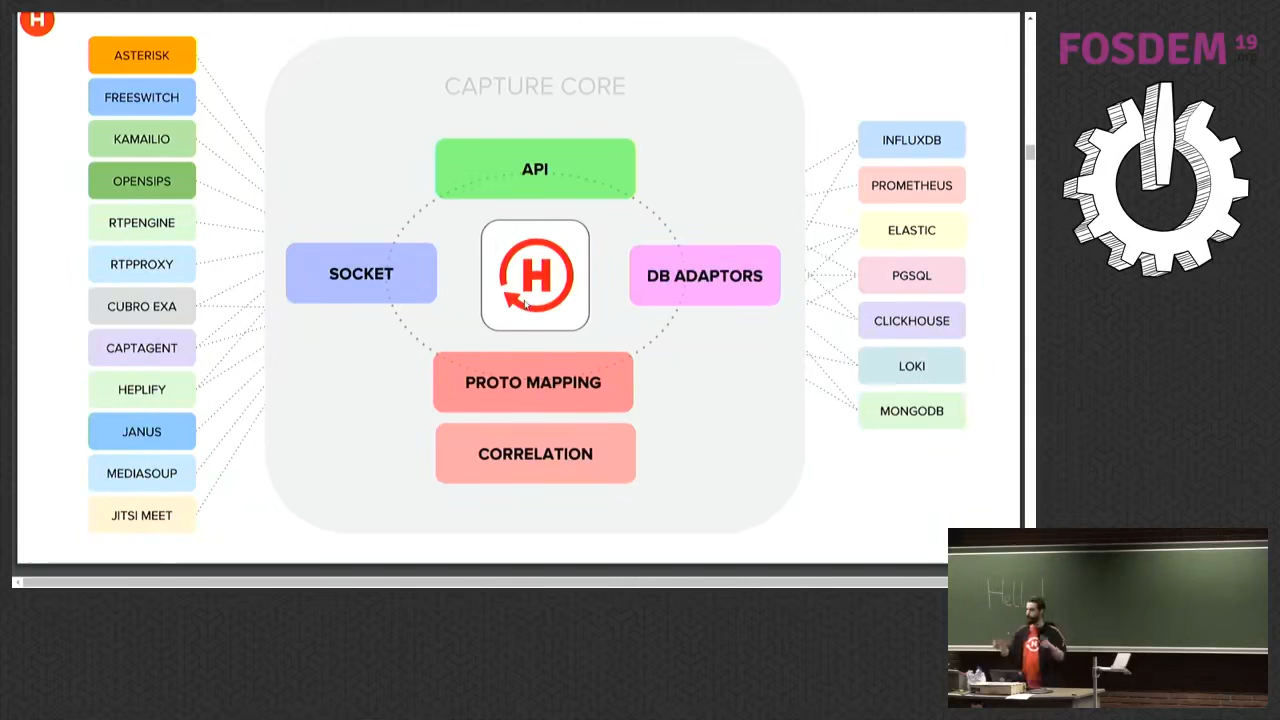 H
ASTERISK
FREESWITCH
KAMAILIO
OPENSIPS
RTPENGINE
RTPPROXY
CUBRO EXA
CAPTAGENT
HEPLIFY
JANUS
MEDIASOUP
JITSI MEET
CAPTURE CORE
API
SOCKET
H
DB ADAPTORS
PROTO MAPPING
CORRELATION
INFLUXDB
PROMETHEUS
ELASTIC
PGSQL
CLICKHOUSE
LOKI
MONGODB
FOSDEM 19
H